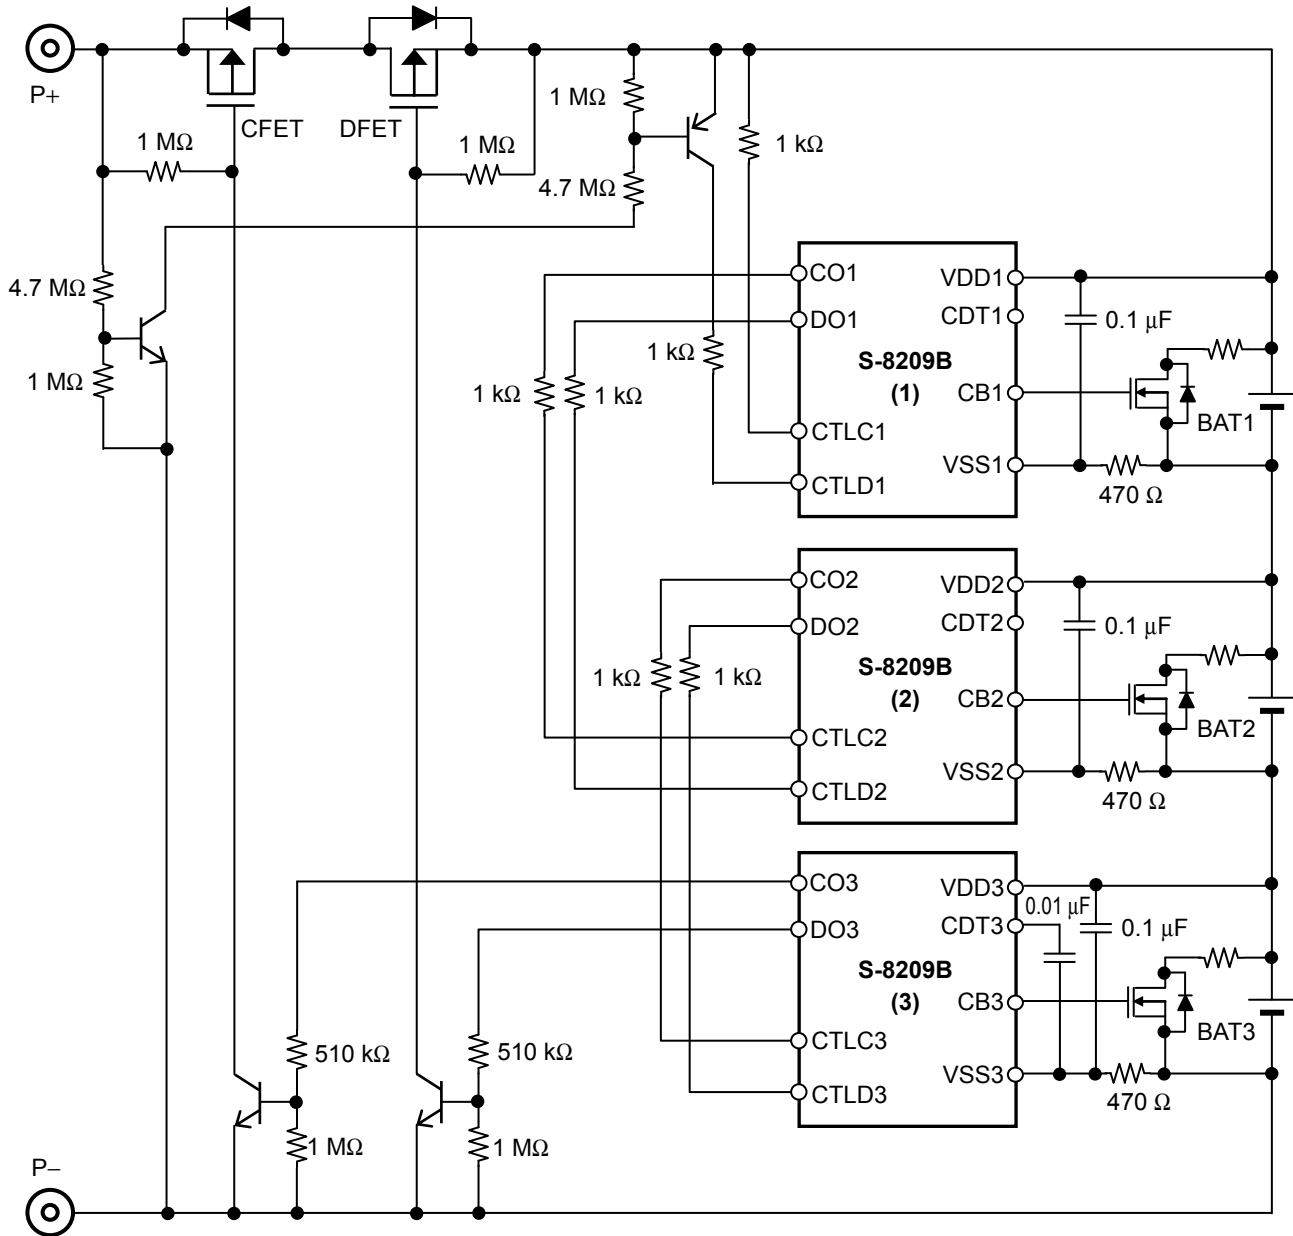 P+
CFET
DFET
1 MΩ
1 MΩ
1 MΩ
4.7 MΩ
1 kΩ
4.7 MΩ
1 MΩ
1 kΩ
1 kΩ
1 kΩ
CO1
DO1
S-8209B
(1)
CTLC1
CTLD1
VDD1
CDT1
CB1
VSS1
0.1 µF
BAT1
470 Ω
1 kΩ
1 kΩ
CO2
DO2
S-8209B
(2)
CTLC2
CTLD2
VDD2
CDT2
CB2
VSS2
0.1 µF
BAT2
470 Ω
CO3
DO3
S-8209B
(3)
CTLC3
CTLD3
VDD3
CDT3
CB3
VSS3
0.01 µF
0.1 µF
BAT3
470 Ω
510 kΩ
510 kΩ
1 MΩ
1 MΩ
P−